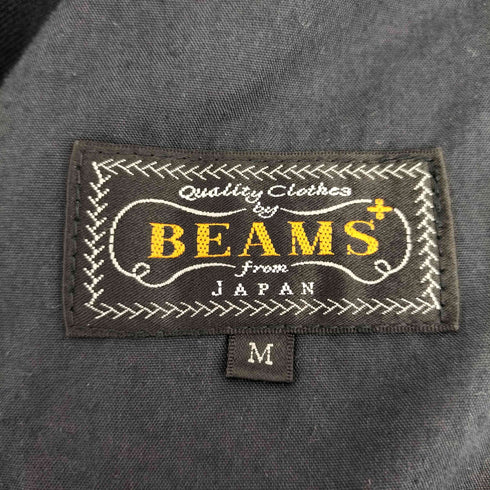 Quality Clothes
by
BEAMS+
from
JAPAN
M